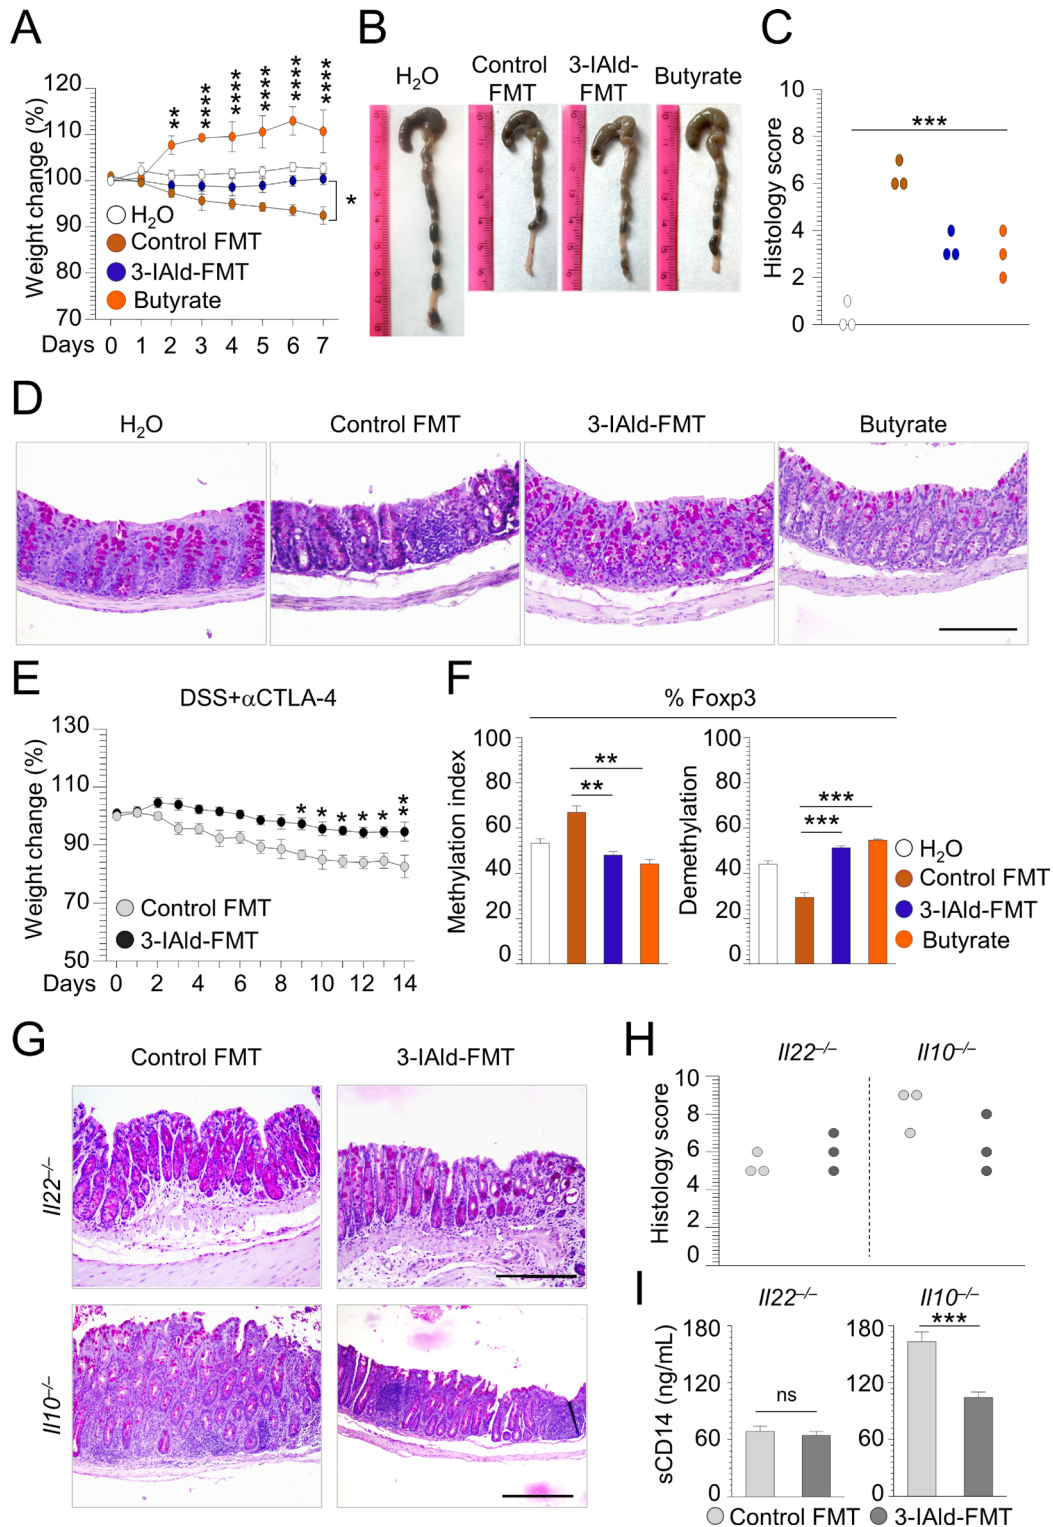 A
Weight change (%)
120
110
100
90
80
70
** **** **** **** **** ****
*
H₂O
Control FMT
3-IAld-FMT
Butyrate
Days 0 1 2 3 4 5 6 7
B
H₂O
Control FMT
3-IAld-FMT
Butyrate
C
Histology score
10
8
6
4
2
0
***
D
H₂O Control FMT 3-IAld-FMT Butyrate
E
DSS+αCTLA-4
Weight change (%)
130
110
90
70
50
* * * * * **
Control FMT
3-IAld-FMT
Days 0 2 4 6 8 10 12 14
F
% Foxp3
Methylation index
100
80
60
40
20
0
**
**
Demethylation
100
80
60
40
20
0
***
***
H₂O
Control FMT
3-IAld-FMT
Butyrate
G
Control FMT 3-IAld-FMT
Il22–/–
Il10–/–
H
Il22–/– Il10–/–
Histology score
10
8
6
4
2
0
I
Il22–/– Il10–/–
sCD14 (ng/mL)
180
120
60
0
ns
180
120
60
0
***
Control FMT 3-IAld-FMT